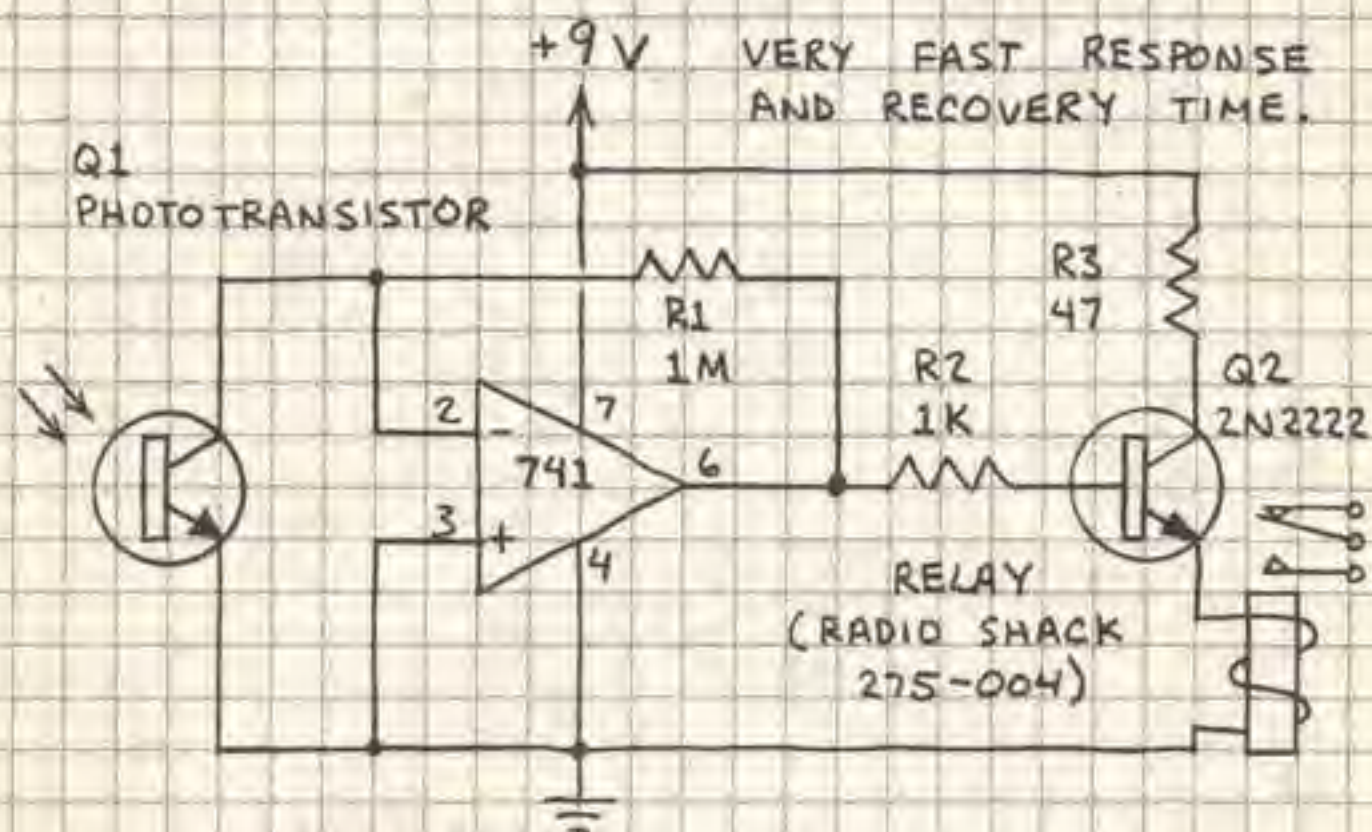 +9V
VERY FAST RESPONSE
AND RECOVERY TIME.
Q1
PHOTOTRANSISTOR
R1
1M
R3
47
R2
1K
Q2
2N2222
2
-
7
741
6
3
+
4
RELAY
(RADIO SHACK
275-004)